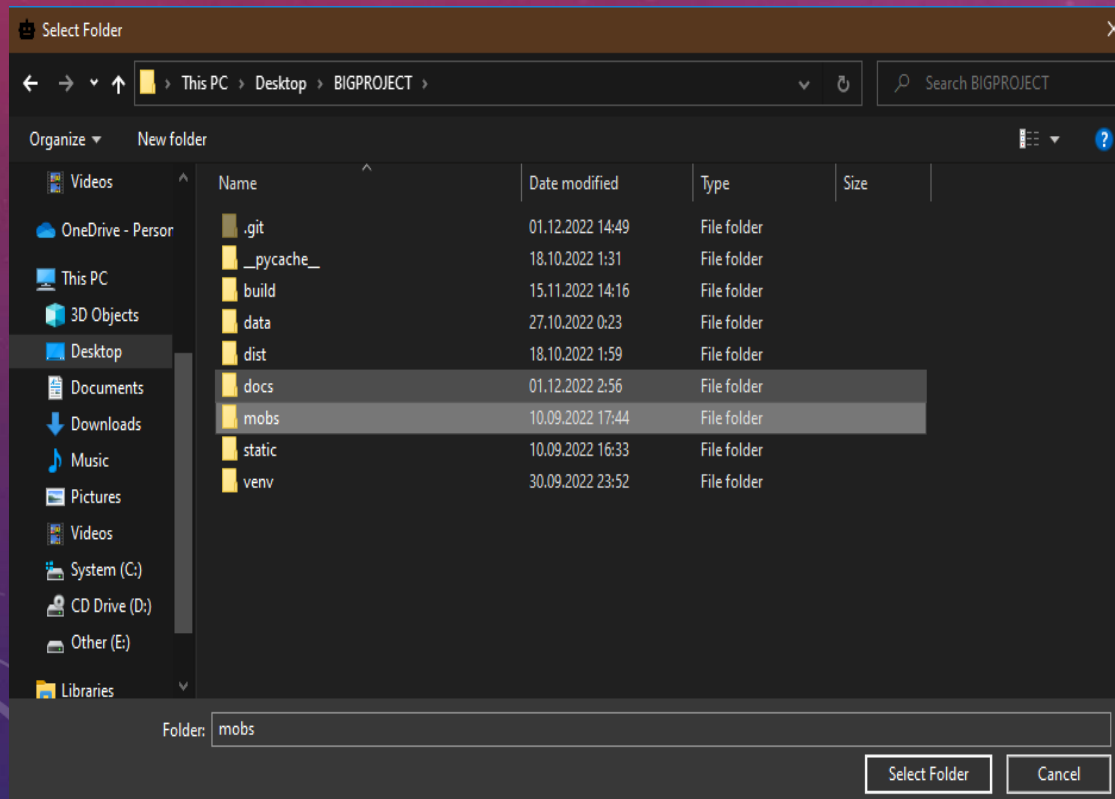 Select Folder
This PC > Desktop > BIGPROJECT >
Search BIGPROJECT
Organize
New folder
Videos
OneDrive - Person
This PC
3D Objects
Desktop
Documents
Downloads
Music
Pictures
Videos
System (C:)
CD Drive (D:)
Other (E:)
Libraries
Name Date modified Type Size
.git 01.12.2022 14:49 File folder
__pycache__ 18.10.2022 1:31 File folder
build 15.11.2022 14:16 File folder
data 27.10.2022 0:23 File folder
dist 18.10.2022 1:59 File folder
docs 01.12.2022 2:56 File folder
mobs 10.09.2022 17:44 File folder
static 10.09.2022 16:33 File folder
venv 30.09.2022 23:52 File folder
Folder: mobs
Select Folder
Cancel